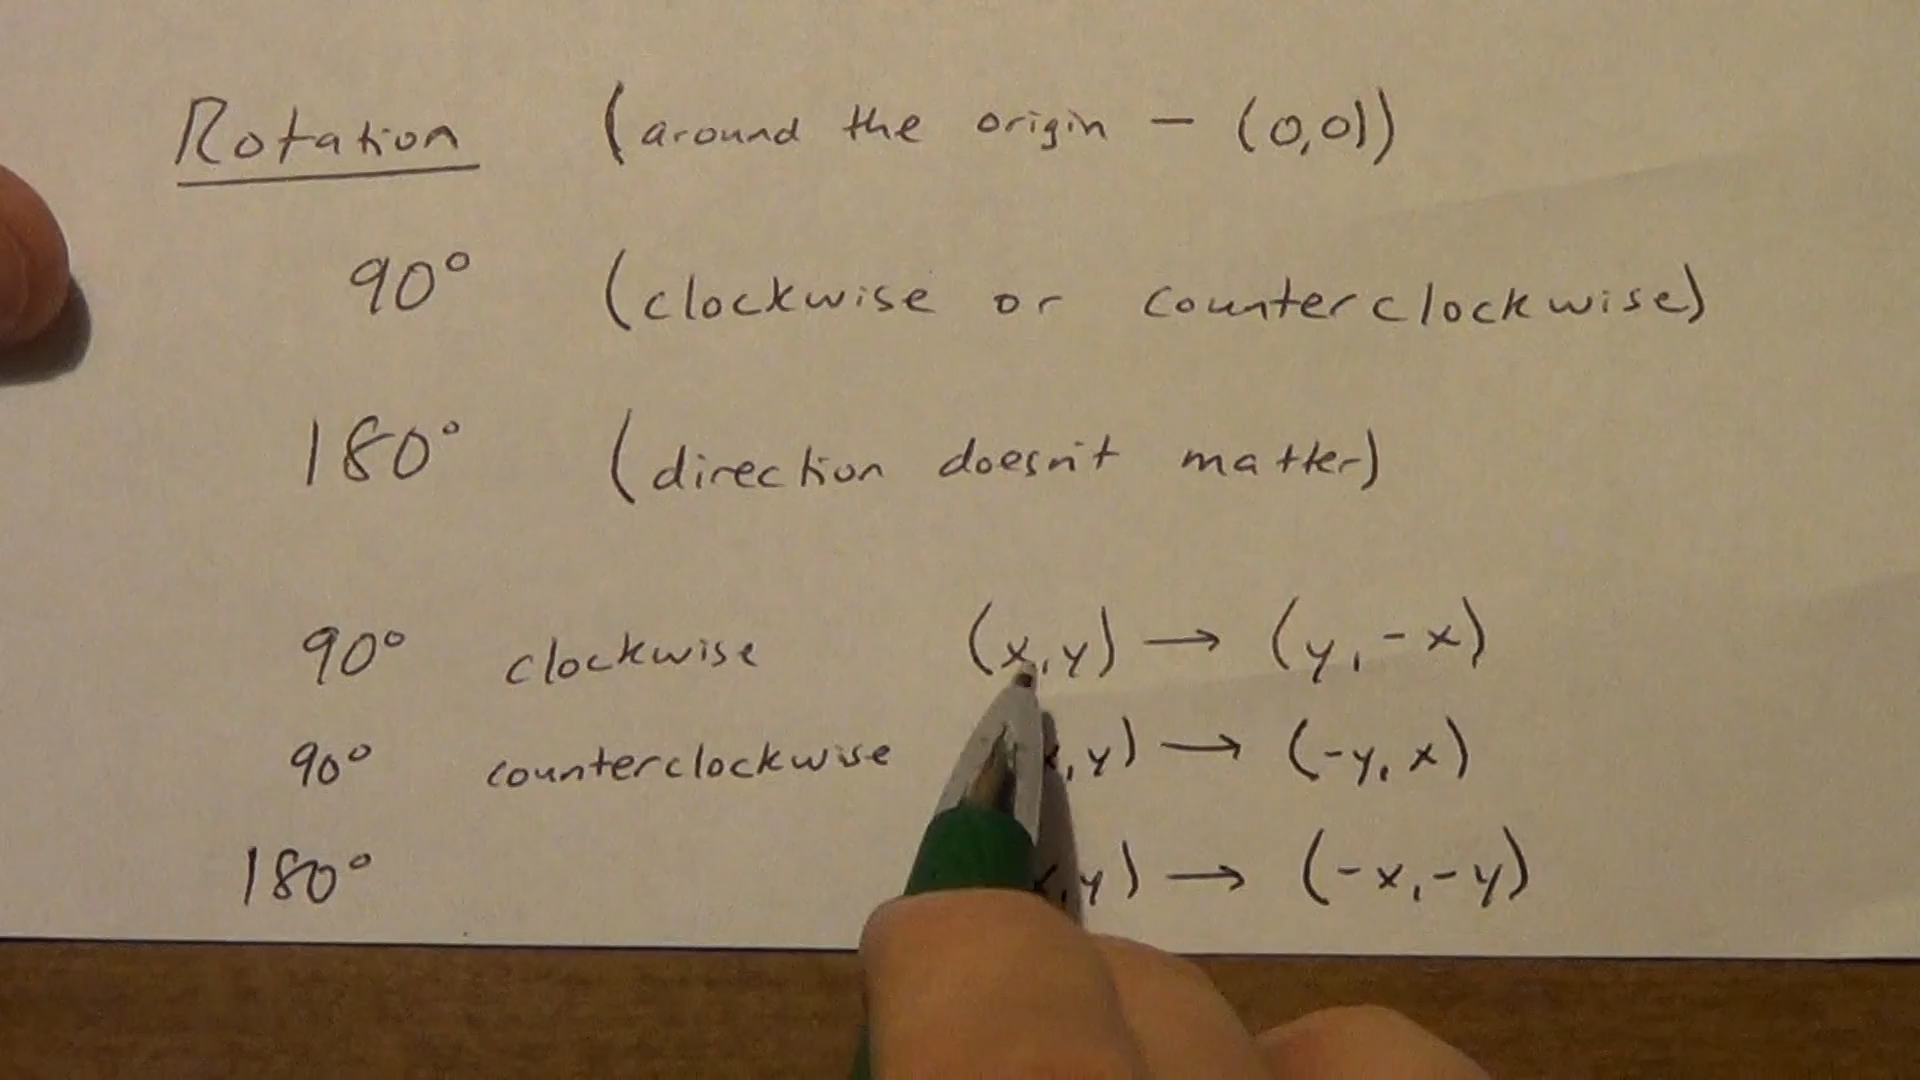 Rotation (around the origin - (0,0))
90° (clockwise or counterclockwise)
180° (direction doesn't matter)
90° clockwise (x,y) → (y,-x)
90° counterclockwise x,y) → (-y,x)
180° x,y) → (-x,-y)